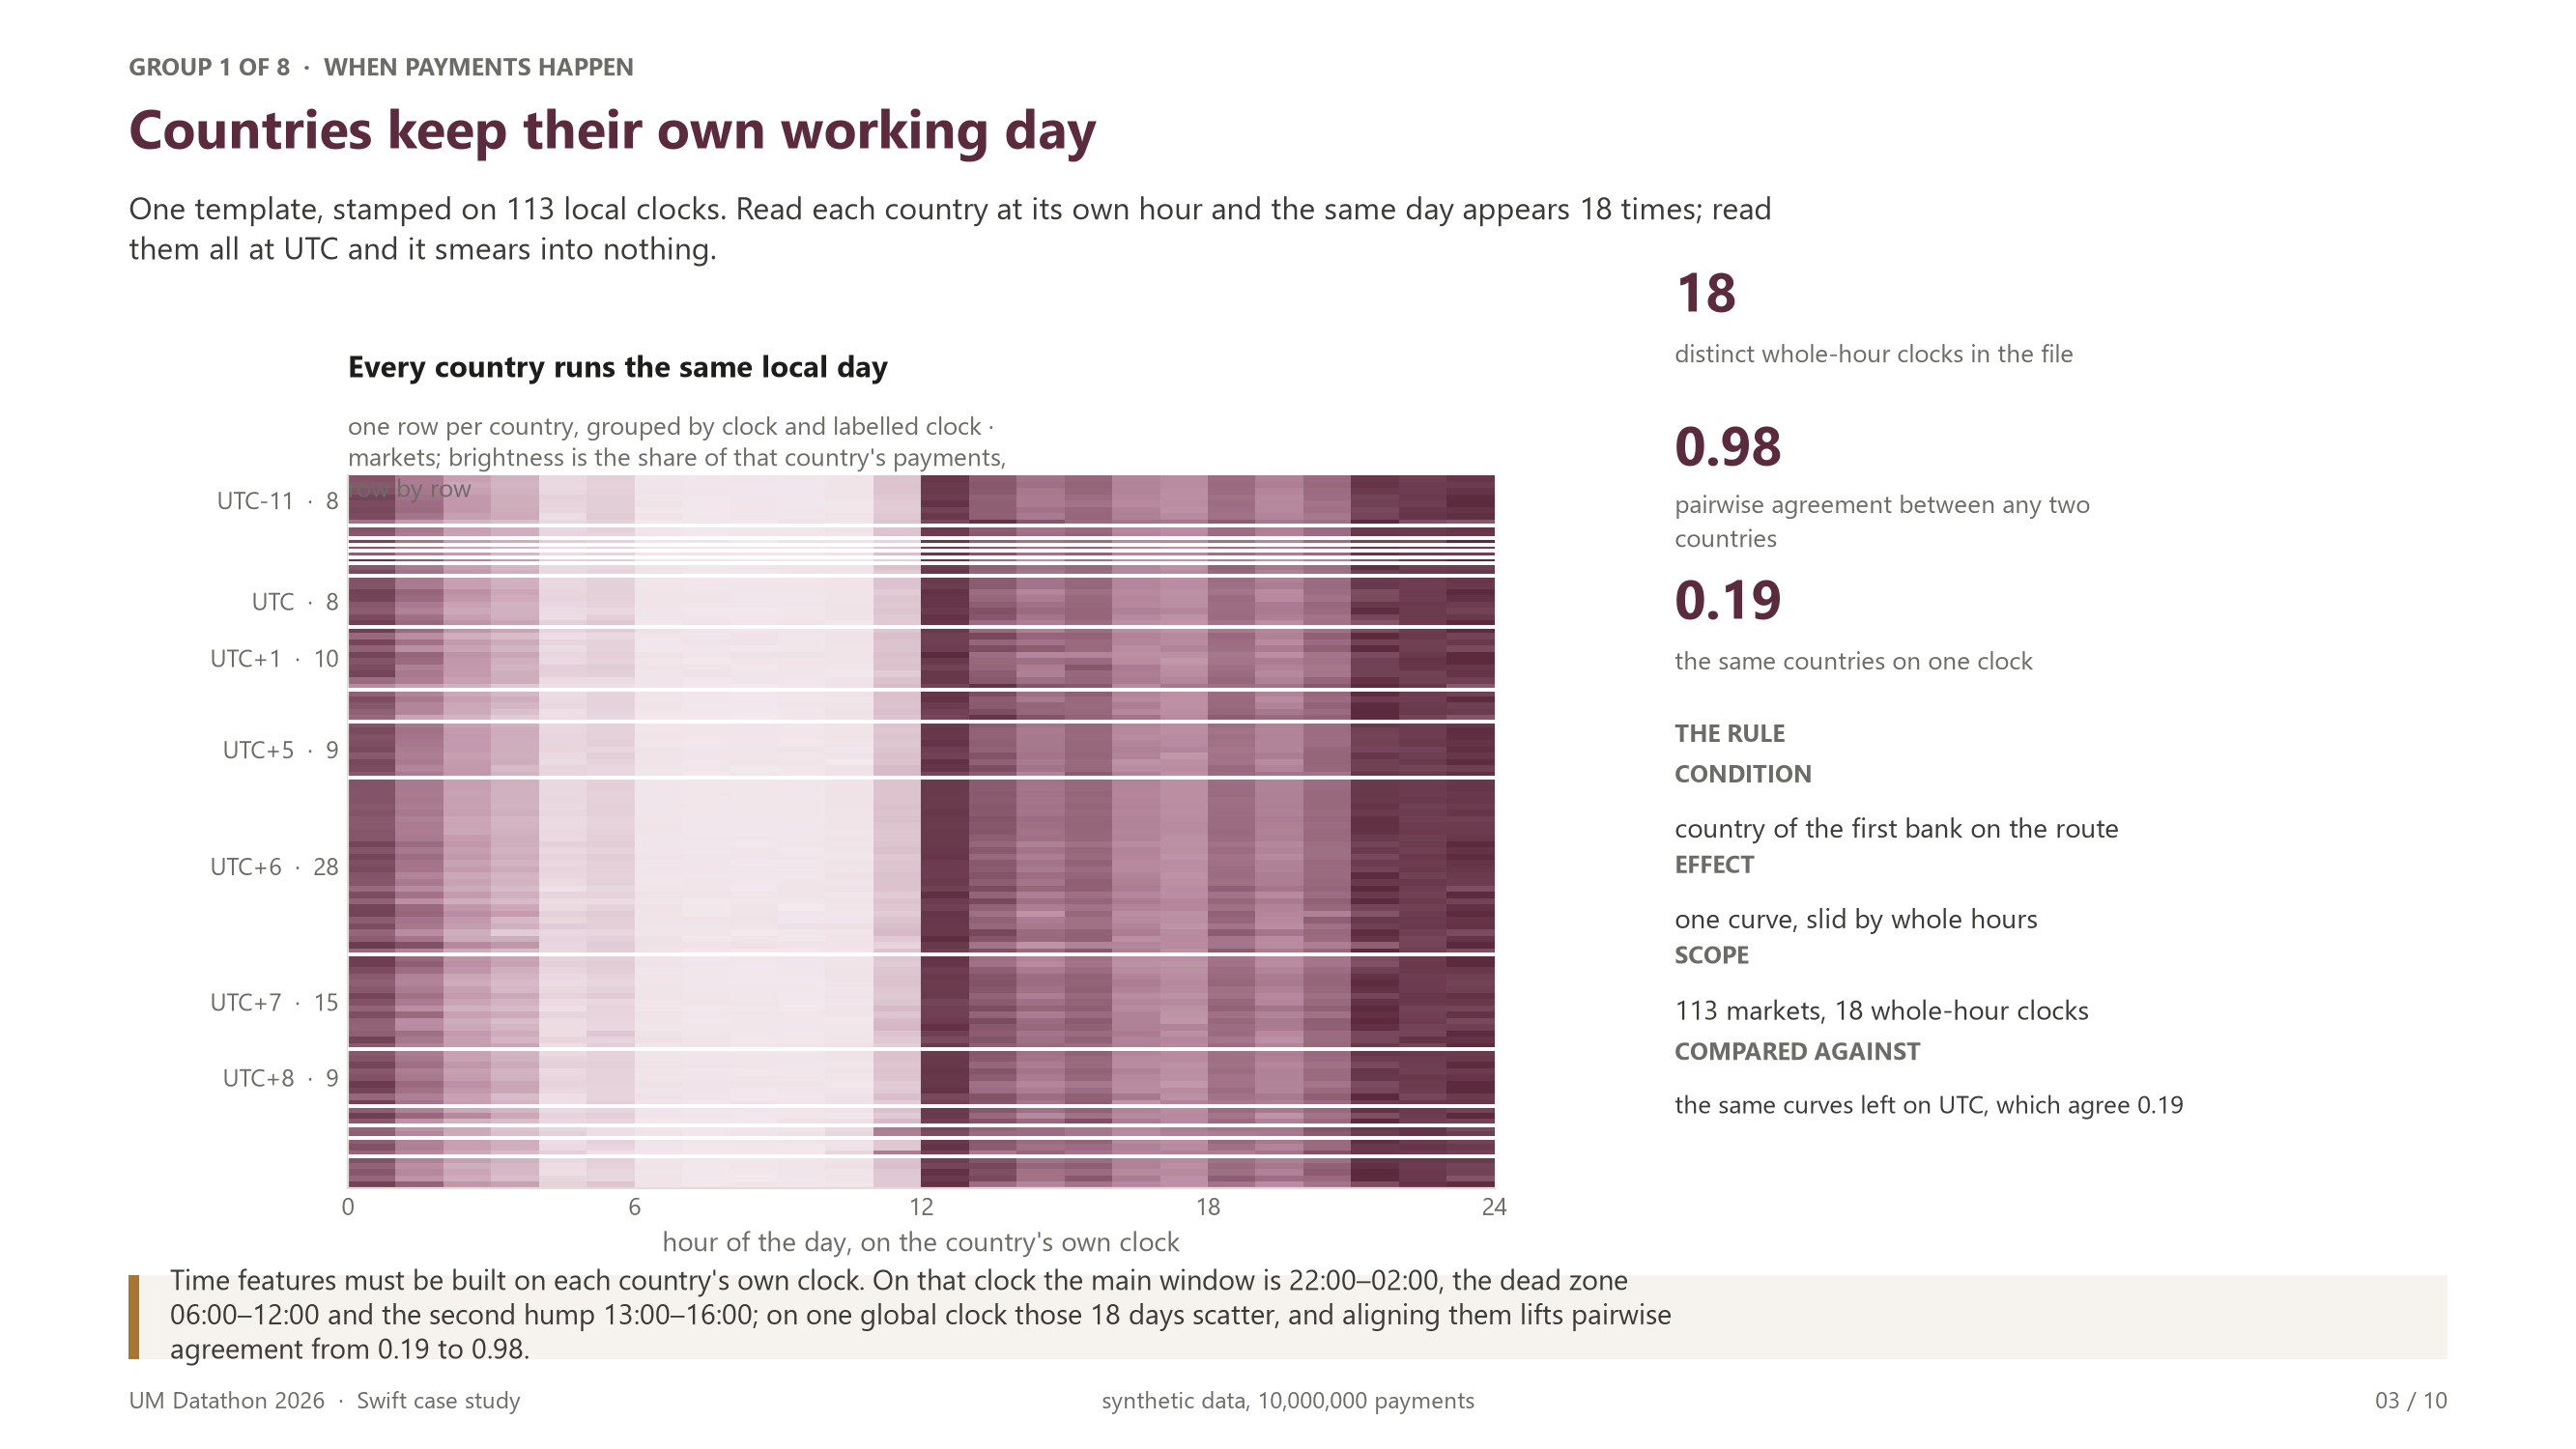 GROUP 1 OF 8 · WHEN PAYMENTS HAPPEN
Countries keep their own working day
One template, stamped on 113 local clocks. Read each country at its own hour and the same day appears 18 times; read
them all at UTC and it smears into nothing.
Every country runs the same local day
one row per country, grouped by clock and labelled clock ·
markets; brightness is the share of that country's payments,
row by row
UTC-11 · 8
UTC · 8
UTC+1 · 10
UTC+5 · 9
UTC+6 · 28
UTC+7 · 15
UTC+8 · 9
0 6 12 18 24
hour of the day, on the country's own clock
18
distinct whole-hour clocks in the file
0.98
pairwise agreement between any two
countries
0.19
the same countries on one clock
THE RULE
CONDITION
country of the first bank on the route
EFFECT
one curve, slid by whole hours
SCOPE
113 markets, 18 whole-hour clocks
COMPARED AGAINST
the same curves left on UTC, which agree 0.19
Time features must be built on each country's own clock. On that clock the main window is 22:00–02:00, the dead zone
06:00–12:00 and the second hump 13:00–16:00; on one global clock those 18 days scatter, and aligning them lifts pairwise
agreement from 0.19 to 0.98.
UM Datathon 2026 · Swift case study
synthetic data, 10,000,000 payments
03 / 10